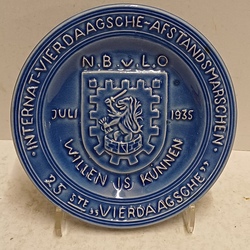 INTERNAT-VIERDAAGSCHE-AFSTANDSMARSCHEN
N.B.v.L.O
JULI 1935
WILLEN IS KUNNEN
25 STE „VIERDAAGSCHE”